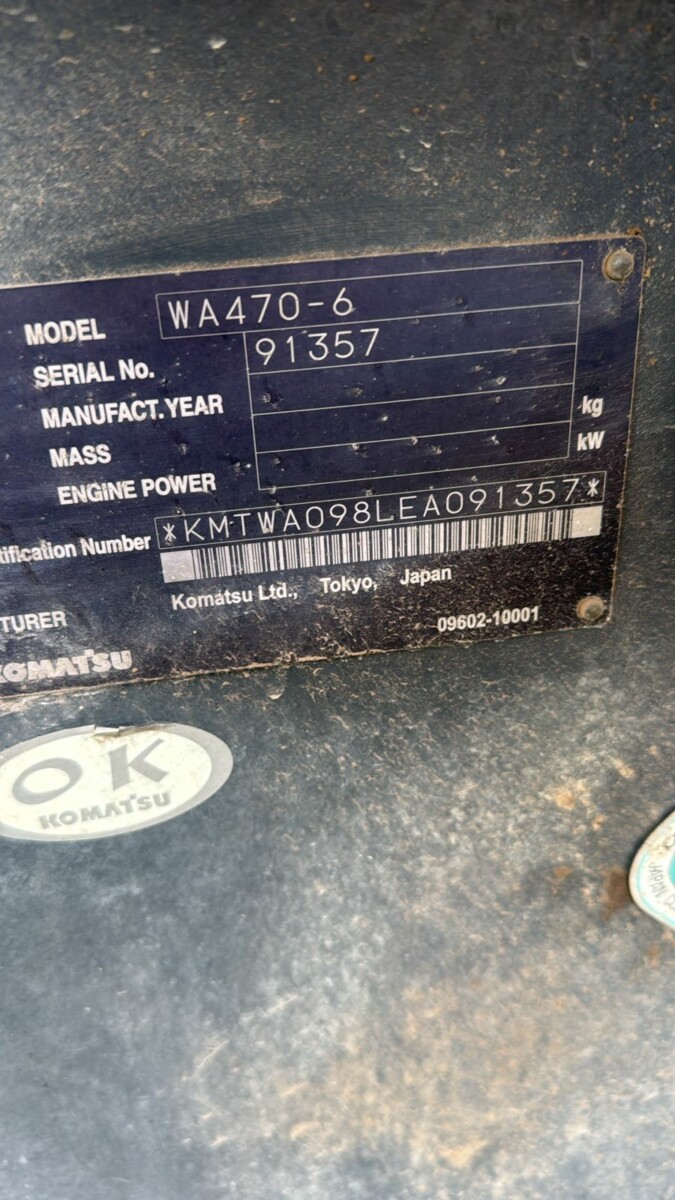 MODEL WA470-6
SERIAL No. 91357
MANUFACT. YEAR
MASS kg
ENGINE POWER kW
tification Number *KMTWA098LEA091357*
Komatsu Ltd., Tokyo, Japan
TURER
09602-10001
KOMATSU
OK
KOMATSU
JAPAN